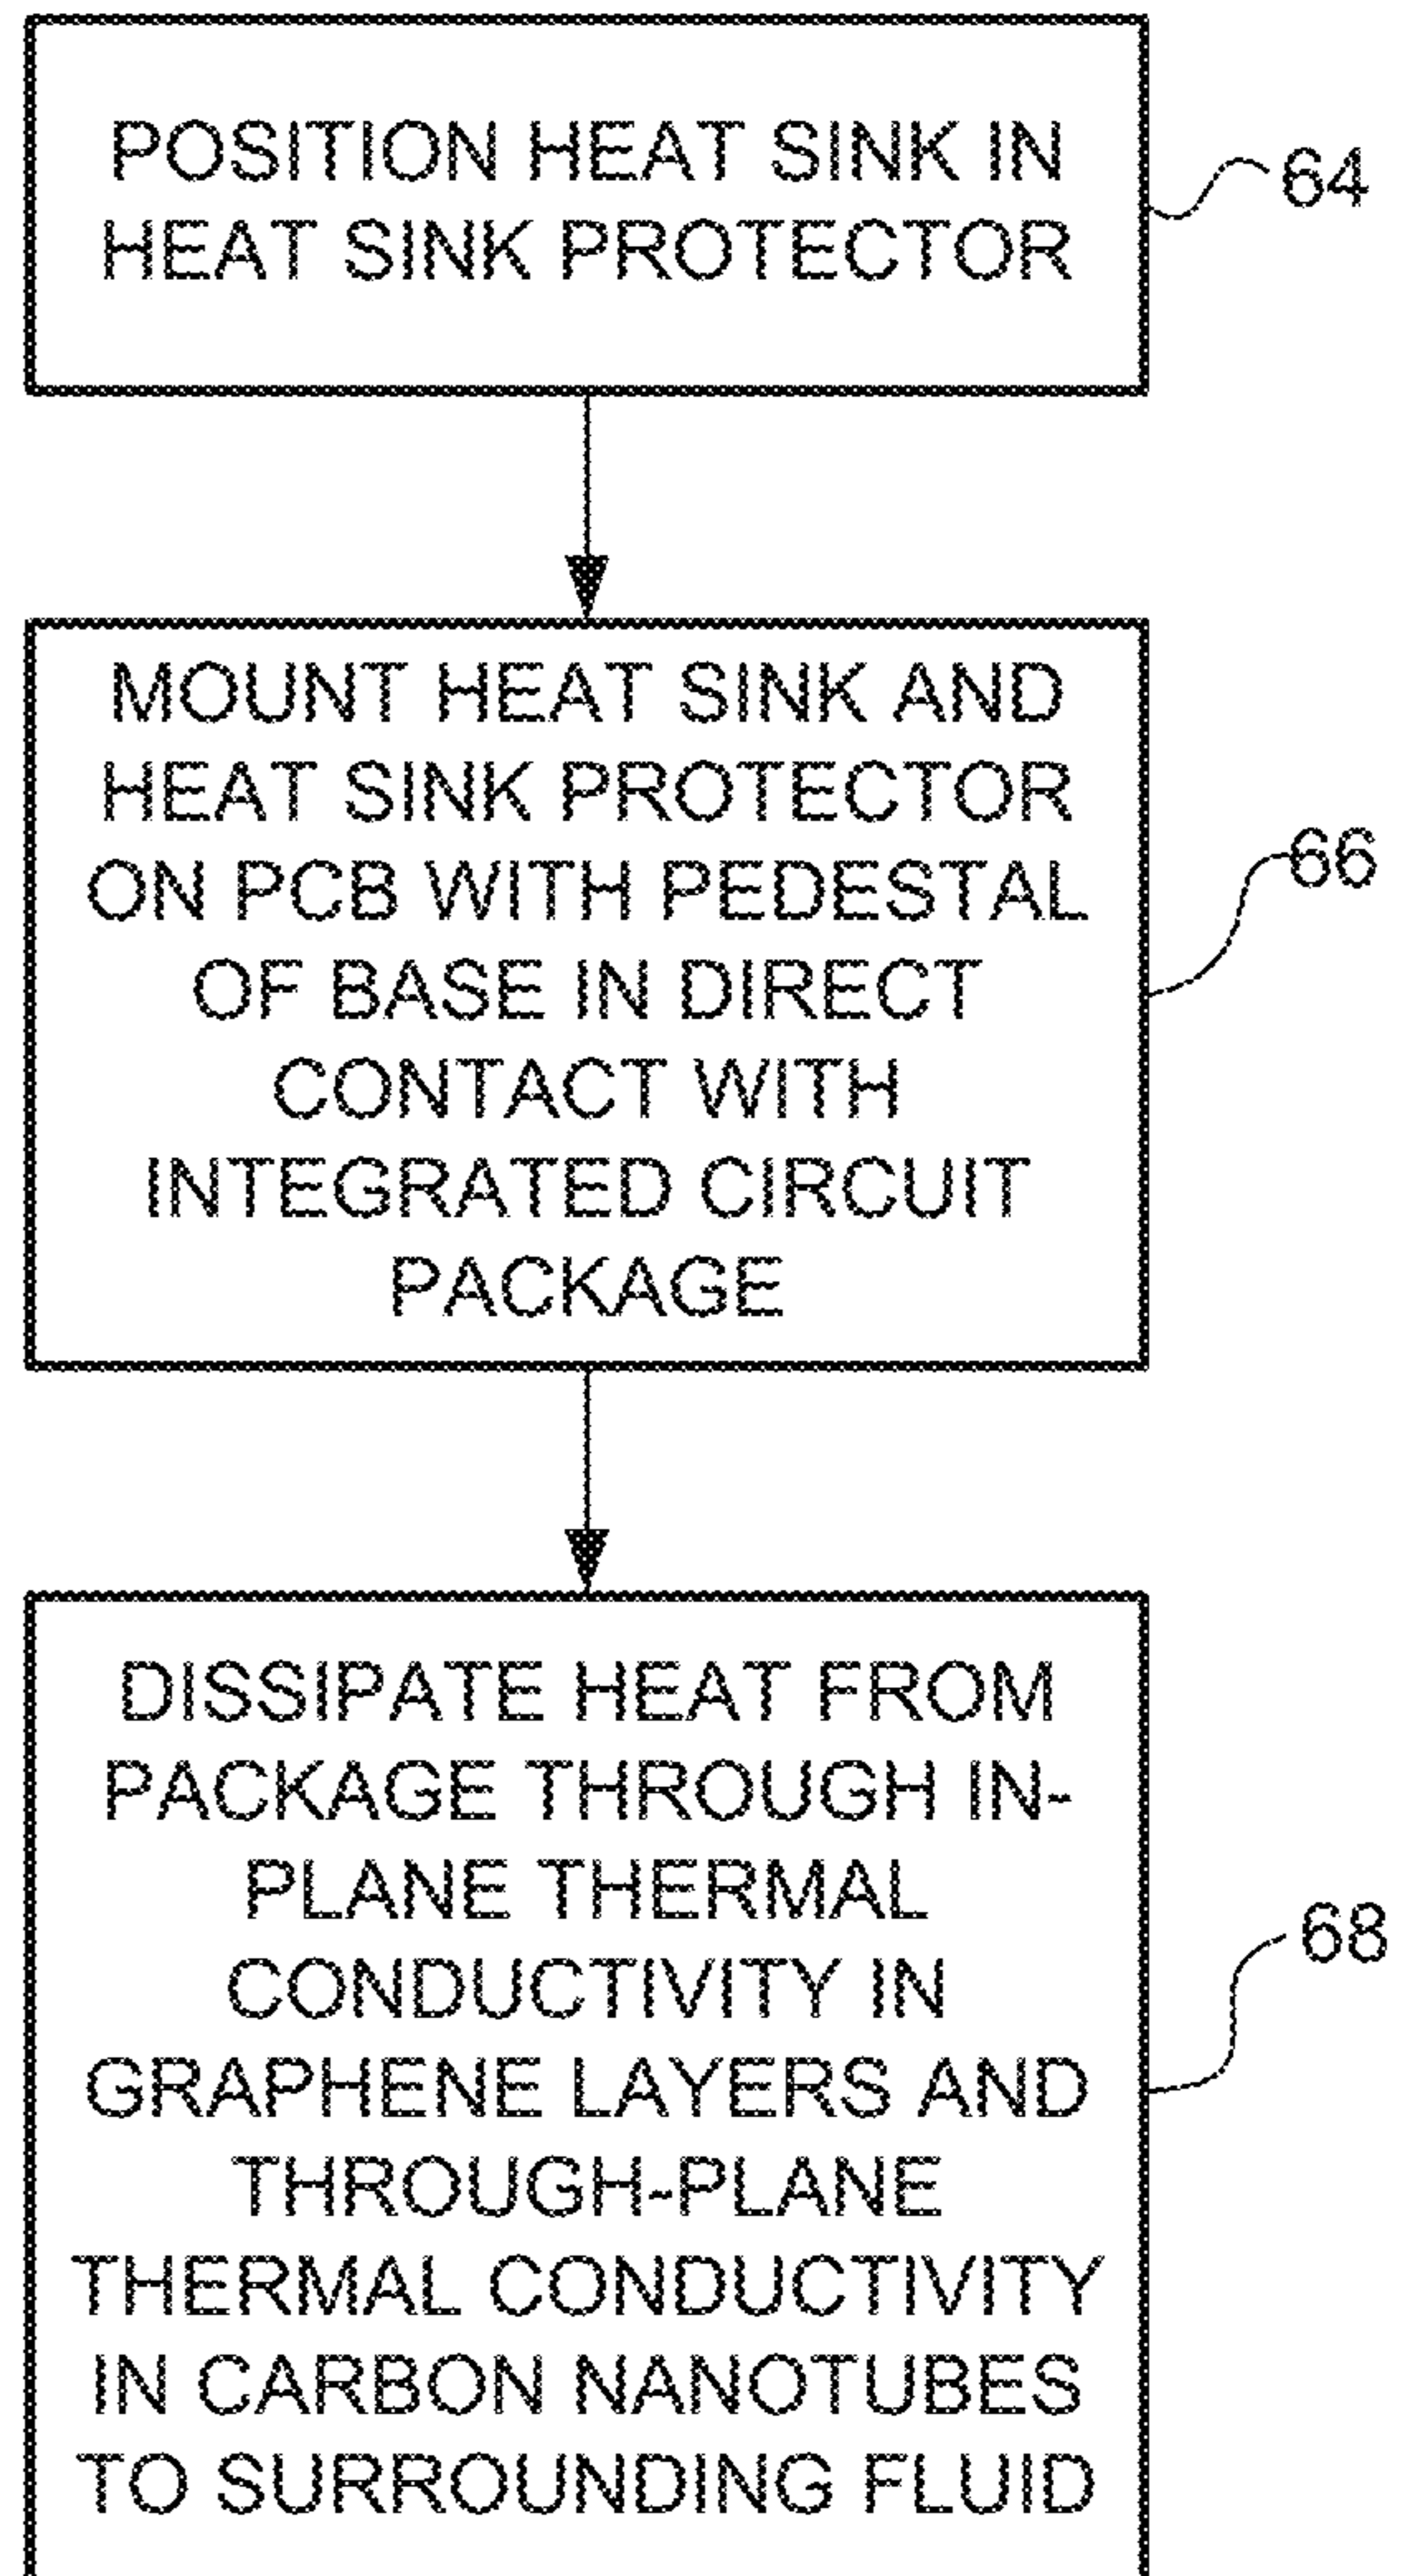 POSITION HEAT SINK IN
HEAT SINK PROTECTOR
64
MOUNT HEAT SINK AND
HEAT SINK PROTECTOR
ON PCB WITH PEDESTAL
OF BASE IN DIRECT
CONTACT WITH
INTEGRATED CIRCUIT
PACKAGE
66
DISSIPATE HEAT FROM
PACKAGE THROUGH IN-
PLANE THERMAL
CONDUCTIVITY IN
GRAPHENE LAYERS AND
THROUGH-PLANE
THERMAL CONDUCTIVITY
IN CARBON NANOTUBES
TO SURROUNDING FLUID
68